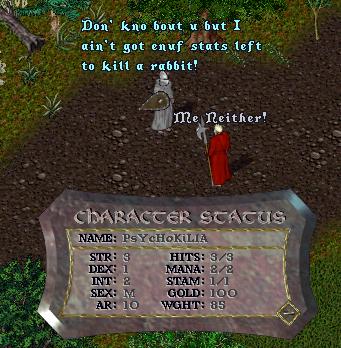 Don' kno bout u but I
ain't got enuf stats left
to kill a rabbit!
Me Neither!
CHARACTER STATUS
NAME: PsYcHoKiLlA
STR: 3 HITS: 3/3
DEX: 1 MANA: 2/2
INT: 2 STAM: 1/1
SEX: M GOLD: 100
AR: 10 WGHT: 85